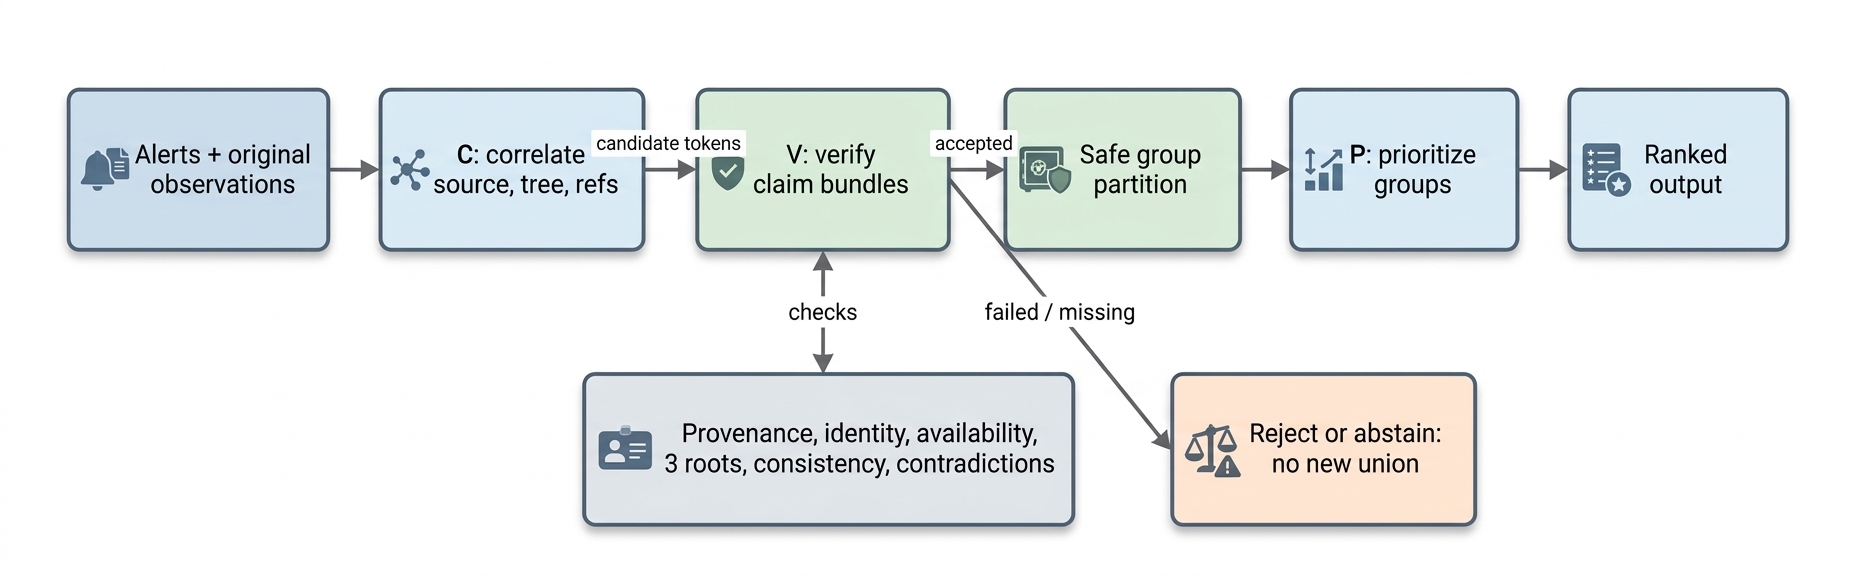 Alerts + original
observations
C: correlate
source, tree, refs
candidate tokens
V: verify
claim bundles
accepted
Safe group
partition
P: prioritize
groups
Ranked
output
checks
failed / missing
Provenance, identity, availability,
3 roots, consistency, contradictions
Reject or abstain:
no new union